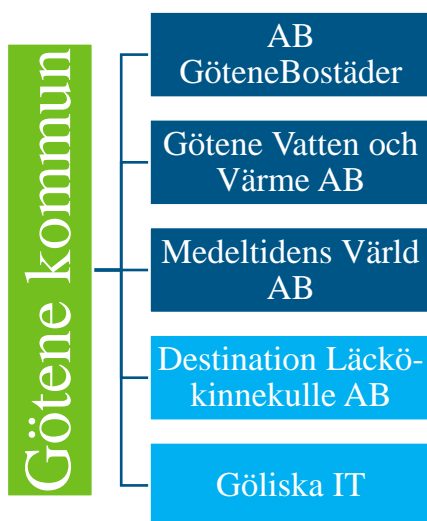 Götene kommun
AB
GöteneBostäder
Götene Vatten och
Värme AB
Medeltidens Värld
AB
Destination Läckö-
kinnekulle AB
Göliska IT